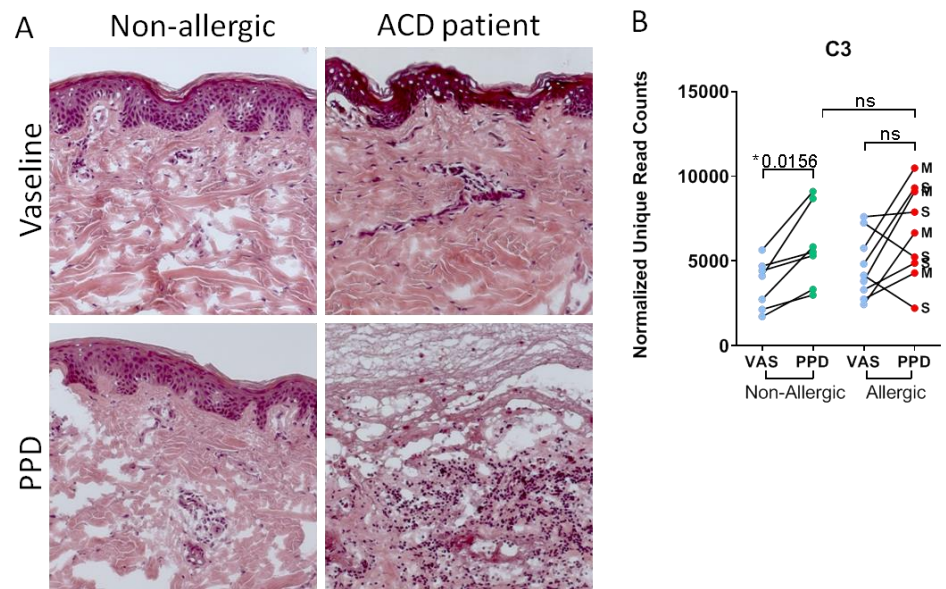 A
Non-allergic
ACD patient
Vaseline
PPD
B
C3
Normalized Unique Read Counts
15000
10000
5000
0
ns
ns
*0.0156
M
S
M
S
M
S
S
M
S
VAS PPD VAS PPD
Non-Allergic Allergic